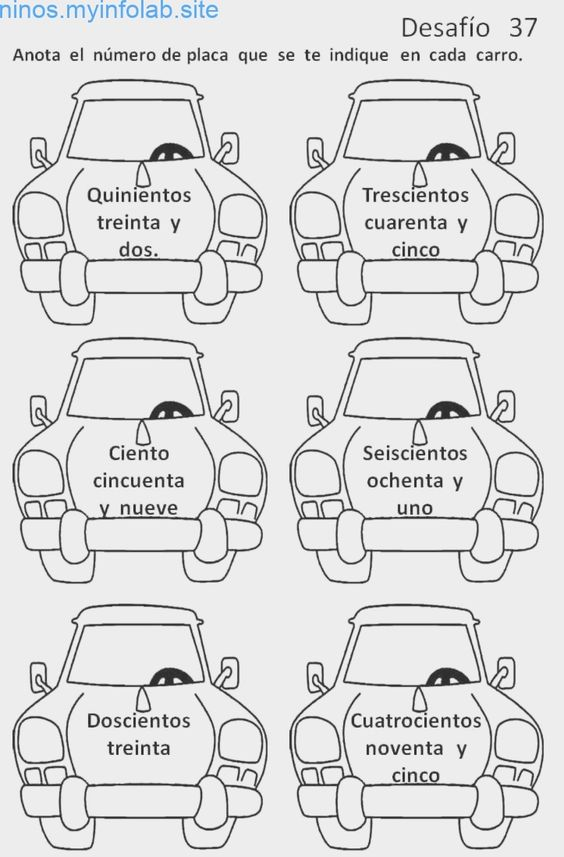 ninos.myinfolab.site
Desafío 37
Anota el número de placa que se te indique en cada carro.
Quinientos
treinta y
dos.
Trescientos
cuarenta y
cinco
Ciento
cincuenta
y nueve
Seiscientos
ochenta y
uno
Doscientos
treinta
Cuatrocientos
noventa y
cinco